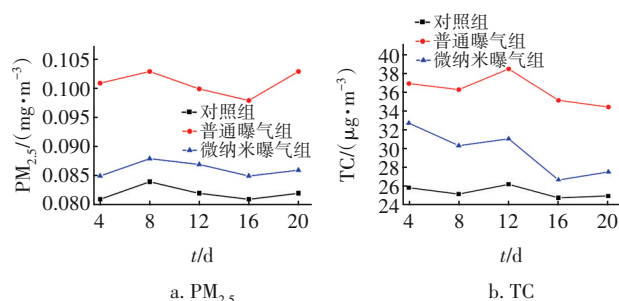 PM2.5/(mg·m−3)
0.105
0.100
0.095
0.090
0.085
0.080
对照组
普通曝气组
微纳米曝气组
4 8 12 16 20
t/d
a. PM2.5
TC/(μg·m−3)
40
38
36
34
32
30
28
26
24
对照组
普通曝气组
微纳米曝气组
4 8 12 16 20
t/d
b. TC